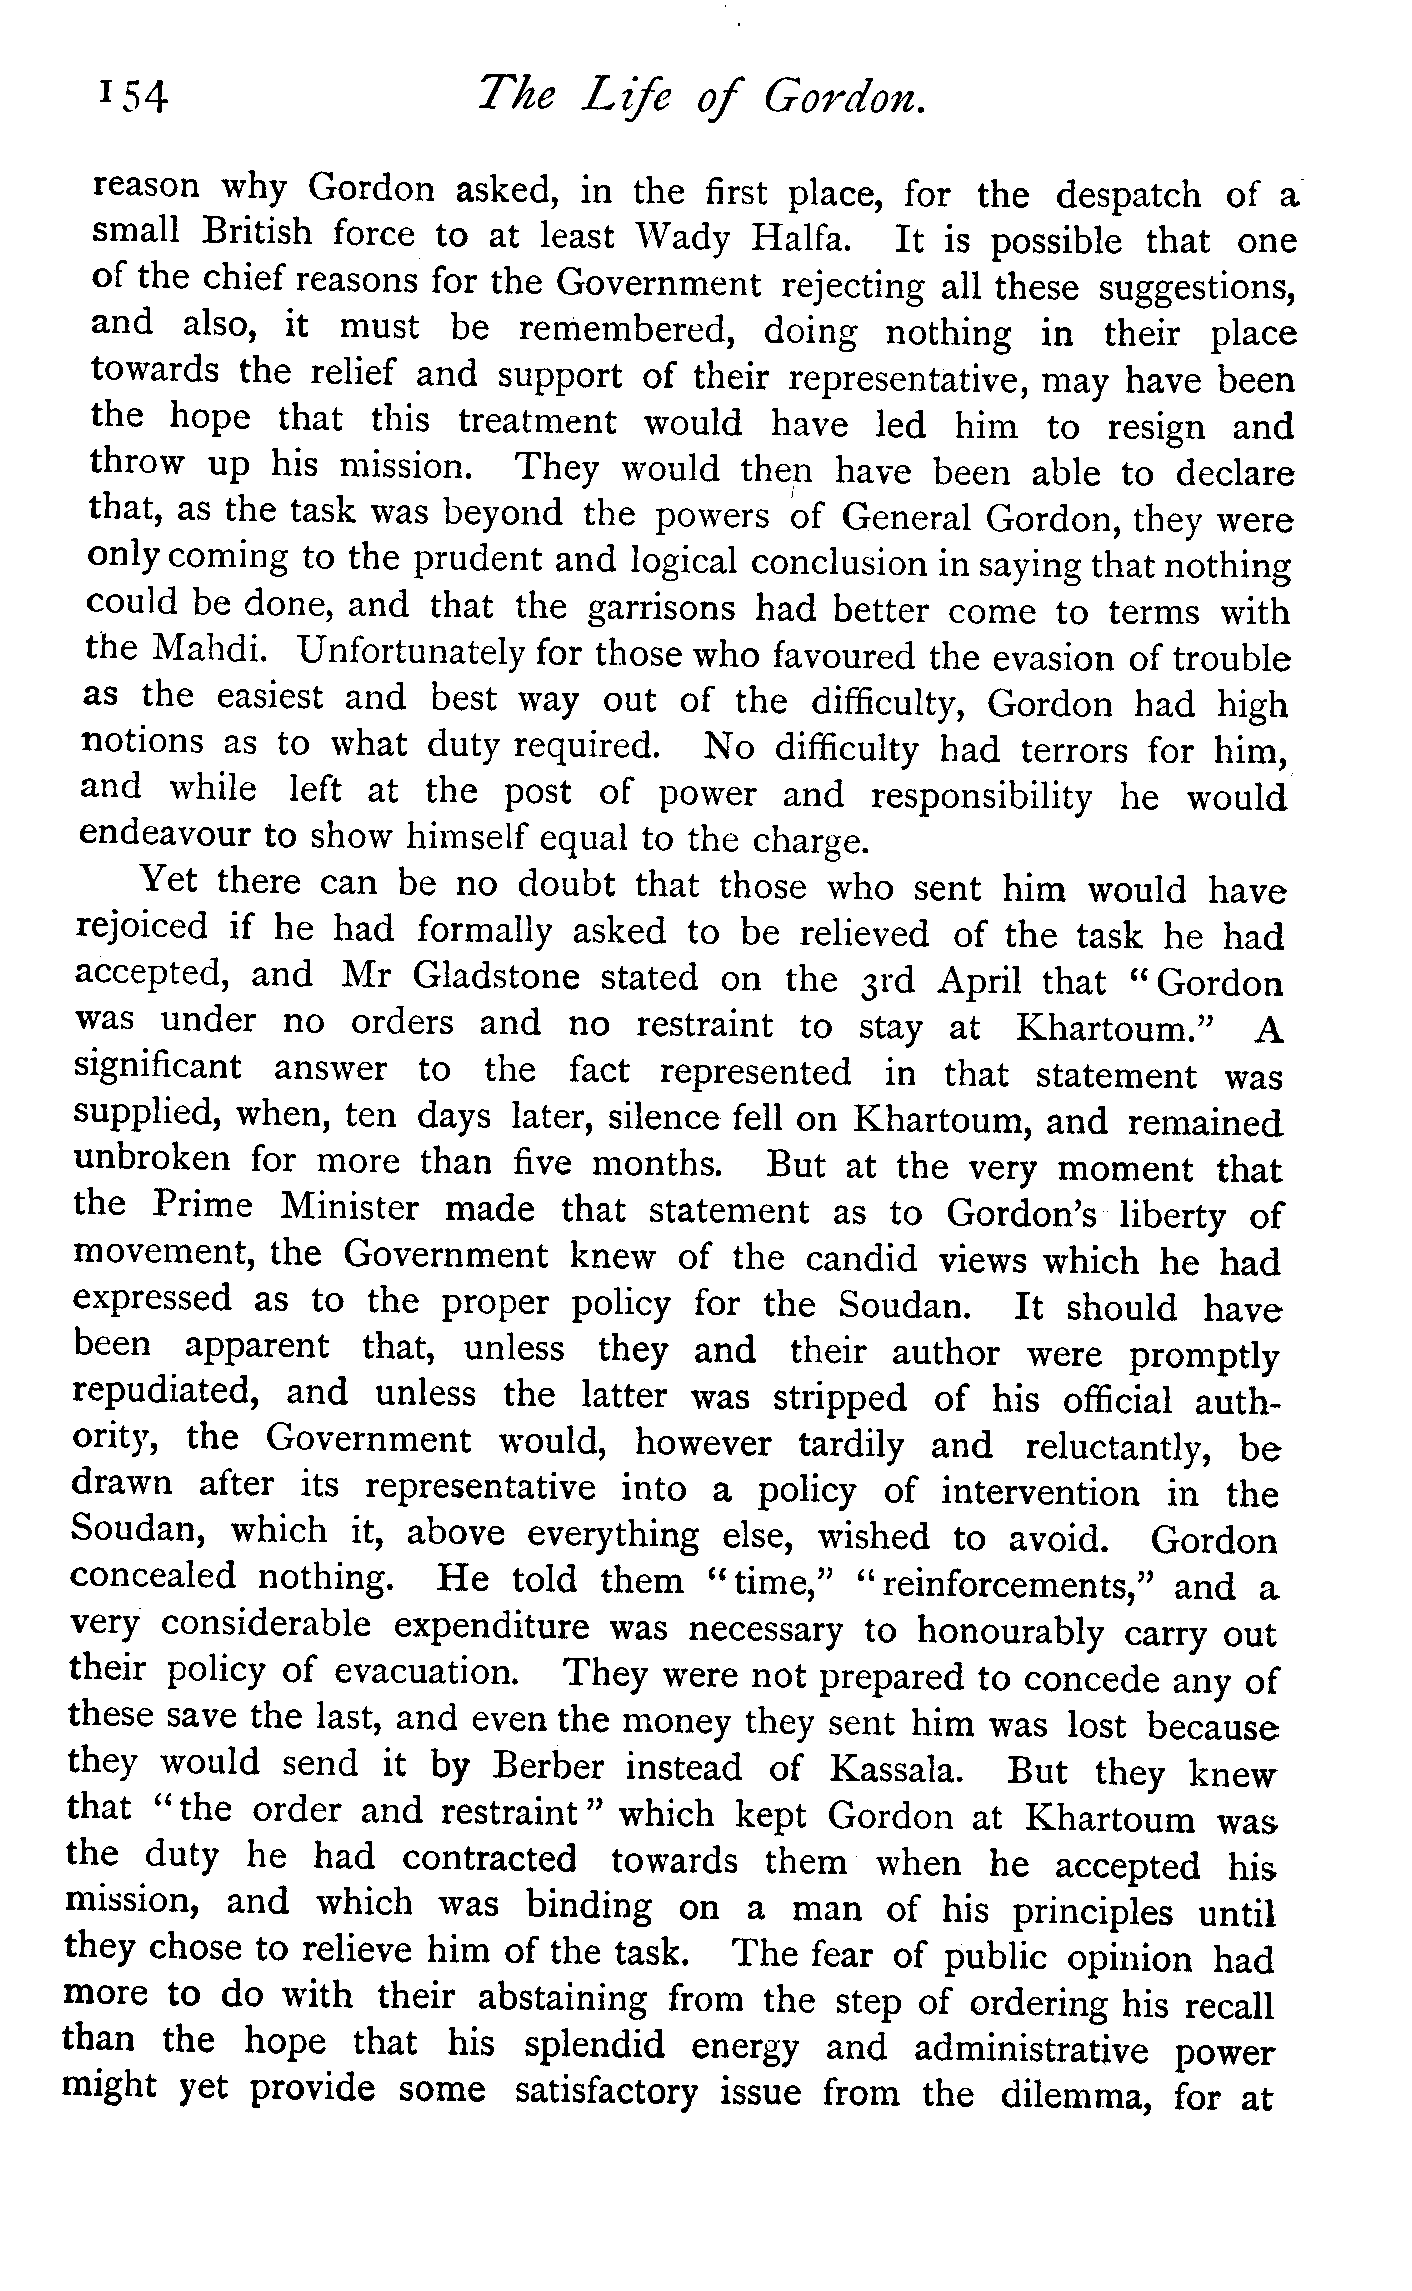 154 The Life of Gordon.
reason why Gordon asked, in the first place, for the despatch of a
small British force to at least Wady Halfa. It is possible that one
of the chief reasons for the Government rejecting all these suggestions,
and also, it must be remembered, doing nothing in their place
towards the relief and support of their representative, may have been
the hope that this treatment would have led him to resign and
throw up his mission. They would then have been able to declare
that, as the task was beyond the powers of General Gordon, they were
only coming to the prudent and logical conclusion in saying that nothing
could be done, and that the garrisons had better come to terms with
the Mahdi. Unfortunately for those who favoured the evasion of trouble
as the easiest and best way out of the difficulty, Gordon had high
notions as to what duty required. No difficulty had terrors for him,
and while left at the post of power and responsibility he would
endeavour to show himself equal to the charge.
Yet there can be no doubt that those who sent him would have
rejoiced if he had formally asked to be relieved of the task he had
accepted, and Mr Gladstone stated on the 3rd April that “Gordon
was under no orders and no restraint to stay at Khartoum.” A
significant answer to the fact represented in that statement was
supplied, when, ten days later, silence fell on Khartoum, and remained
unbroken for more than five months. But at the very moment that
the Prime Minister made that statement as to Gordon's liberty of
movement, the Government knew of the candid views which he had
expressed as to the proper policy for the Soudan. It should have
been apparent that, unless they and their author were promptly
repudiated, and unless the latter was stripped of his official auth-
ority, the Government would, however tardily and reluctantly, be
drawn after its representative into a policy of intervention in the
Soudan, which it, above everything else, wished to avoid. Gordon
concealed nothing. He told them “time,” “reinforcements,” and a
very considerable expenditure was necessary to honourably carry out
their policy of evacuation. They were not prepared to concede any of
these save the last, and even the money they sent him was lost because
they would send it by Berber instead of Kassala. But they knew
that “the order and restraint” which kept Gordon at Khartoum was
the duty he had contracted towards them when he accepted his
mission, and which was binding on a man of his principles until
they chose to relieve him of the task. The fear of public opinion had
more to do with their abstaining from the step of ordering his recall
than the hope that his splendid energy and administrative power
might yet provide some satisfactory issue from the dilemma, for at